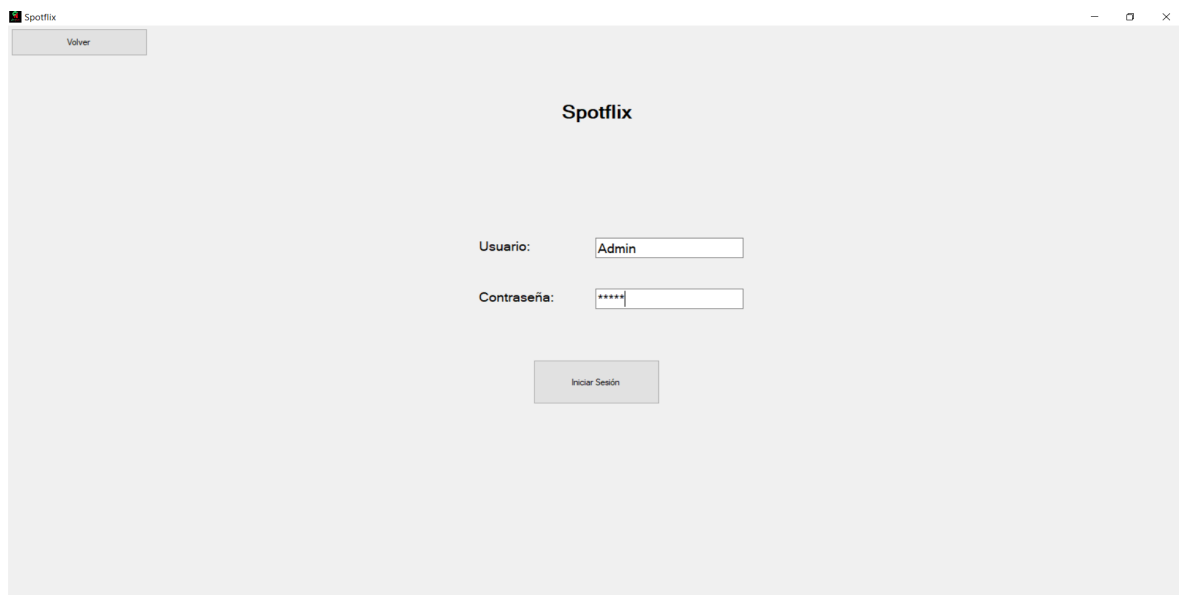 Spotflix
Volver
Spotflix
Usuario: Admin
Contraseña: *****
Iniciar Sesión